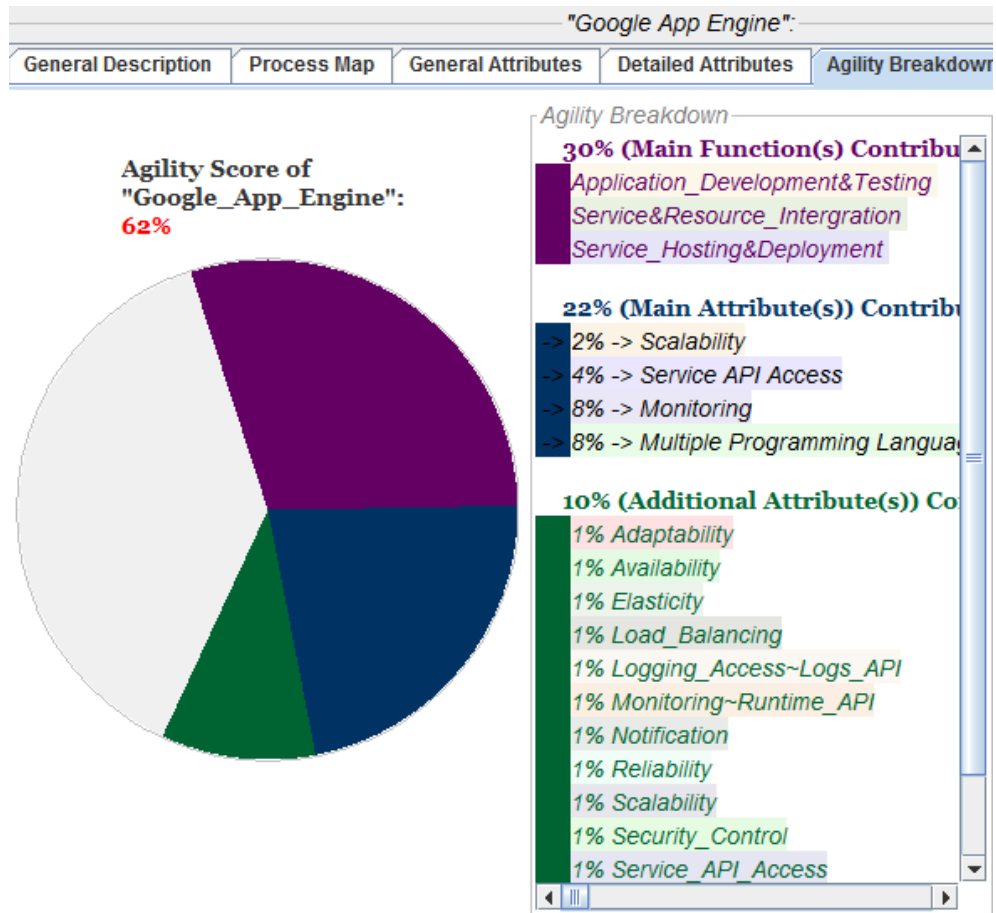 "Google App Engine":
General Description Process Map General Attributes Detailed Attributes Agility Breakdown
Agility Breakdown
Agility Score of
"Google_App_Engine":
62%
30% (Main Function(s) Contribu
Application_Development&Testing
Service&Resource_Intergration
Service_Hosting&Deployment
22% (Main Attribute(s)) Contribu
-> 2% -> Scalability
-> 4% -> Service API Access
-> 8% -> Monitoring
-> 8% -> Multiple Programming Languag
10% (Additional Attribute(s)) Co
1% Adaptability
1% Availability
1% Elasticity
1% Load_Balancing
1% Logging_Access~Logs_API
1% Monitoring~Runtime_API
1% Notification
1% Reliability
1% Scalability
1% Security_Control
1% Service_API_Access